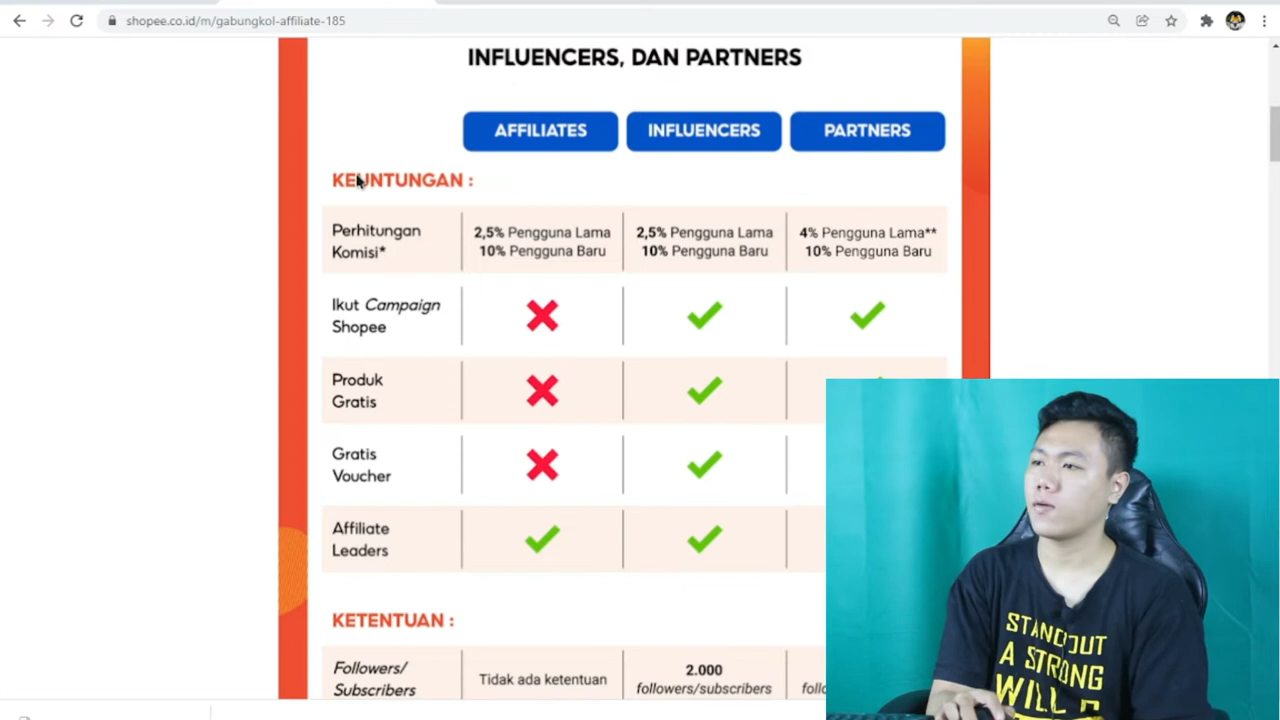 shopee.co.id/m/gabungkol-affiliate-185
INFLUENCERS, DAN PARTNERS
AFFILIATES INFLUENCERS PARTNERS
KEUNTUNGAN :
Perhitungan Komisi*
2,5% Pengguna Lama
10% Pengguna Baru
2,5% Pengguna Lama
10% Pengguna Baru
4% Pengguna Lama**
10% Pengguna Baru
Ikut Campaign
Shopee
Produk
Gratis
Gratis
Voucher
Affiliate
Leaders
KETENTUAN :
Followers/
Subscribers
Tidak ada ketentuan
2.000
followers/subscribers
STANDOUT
A STRONG
WILL